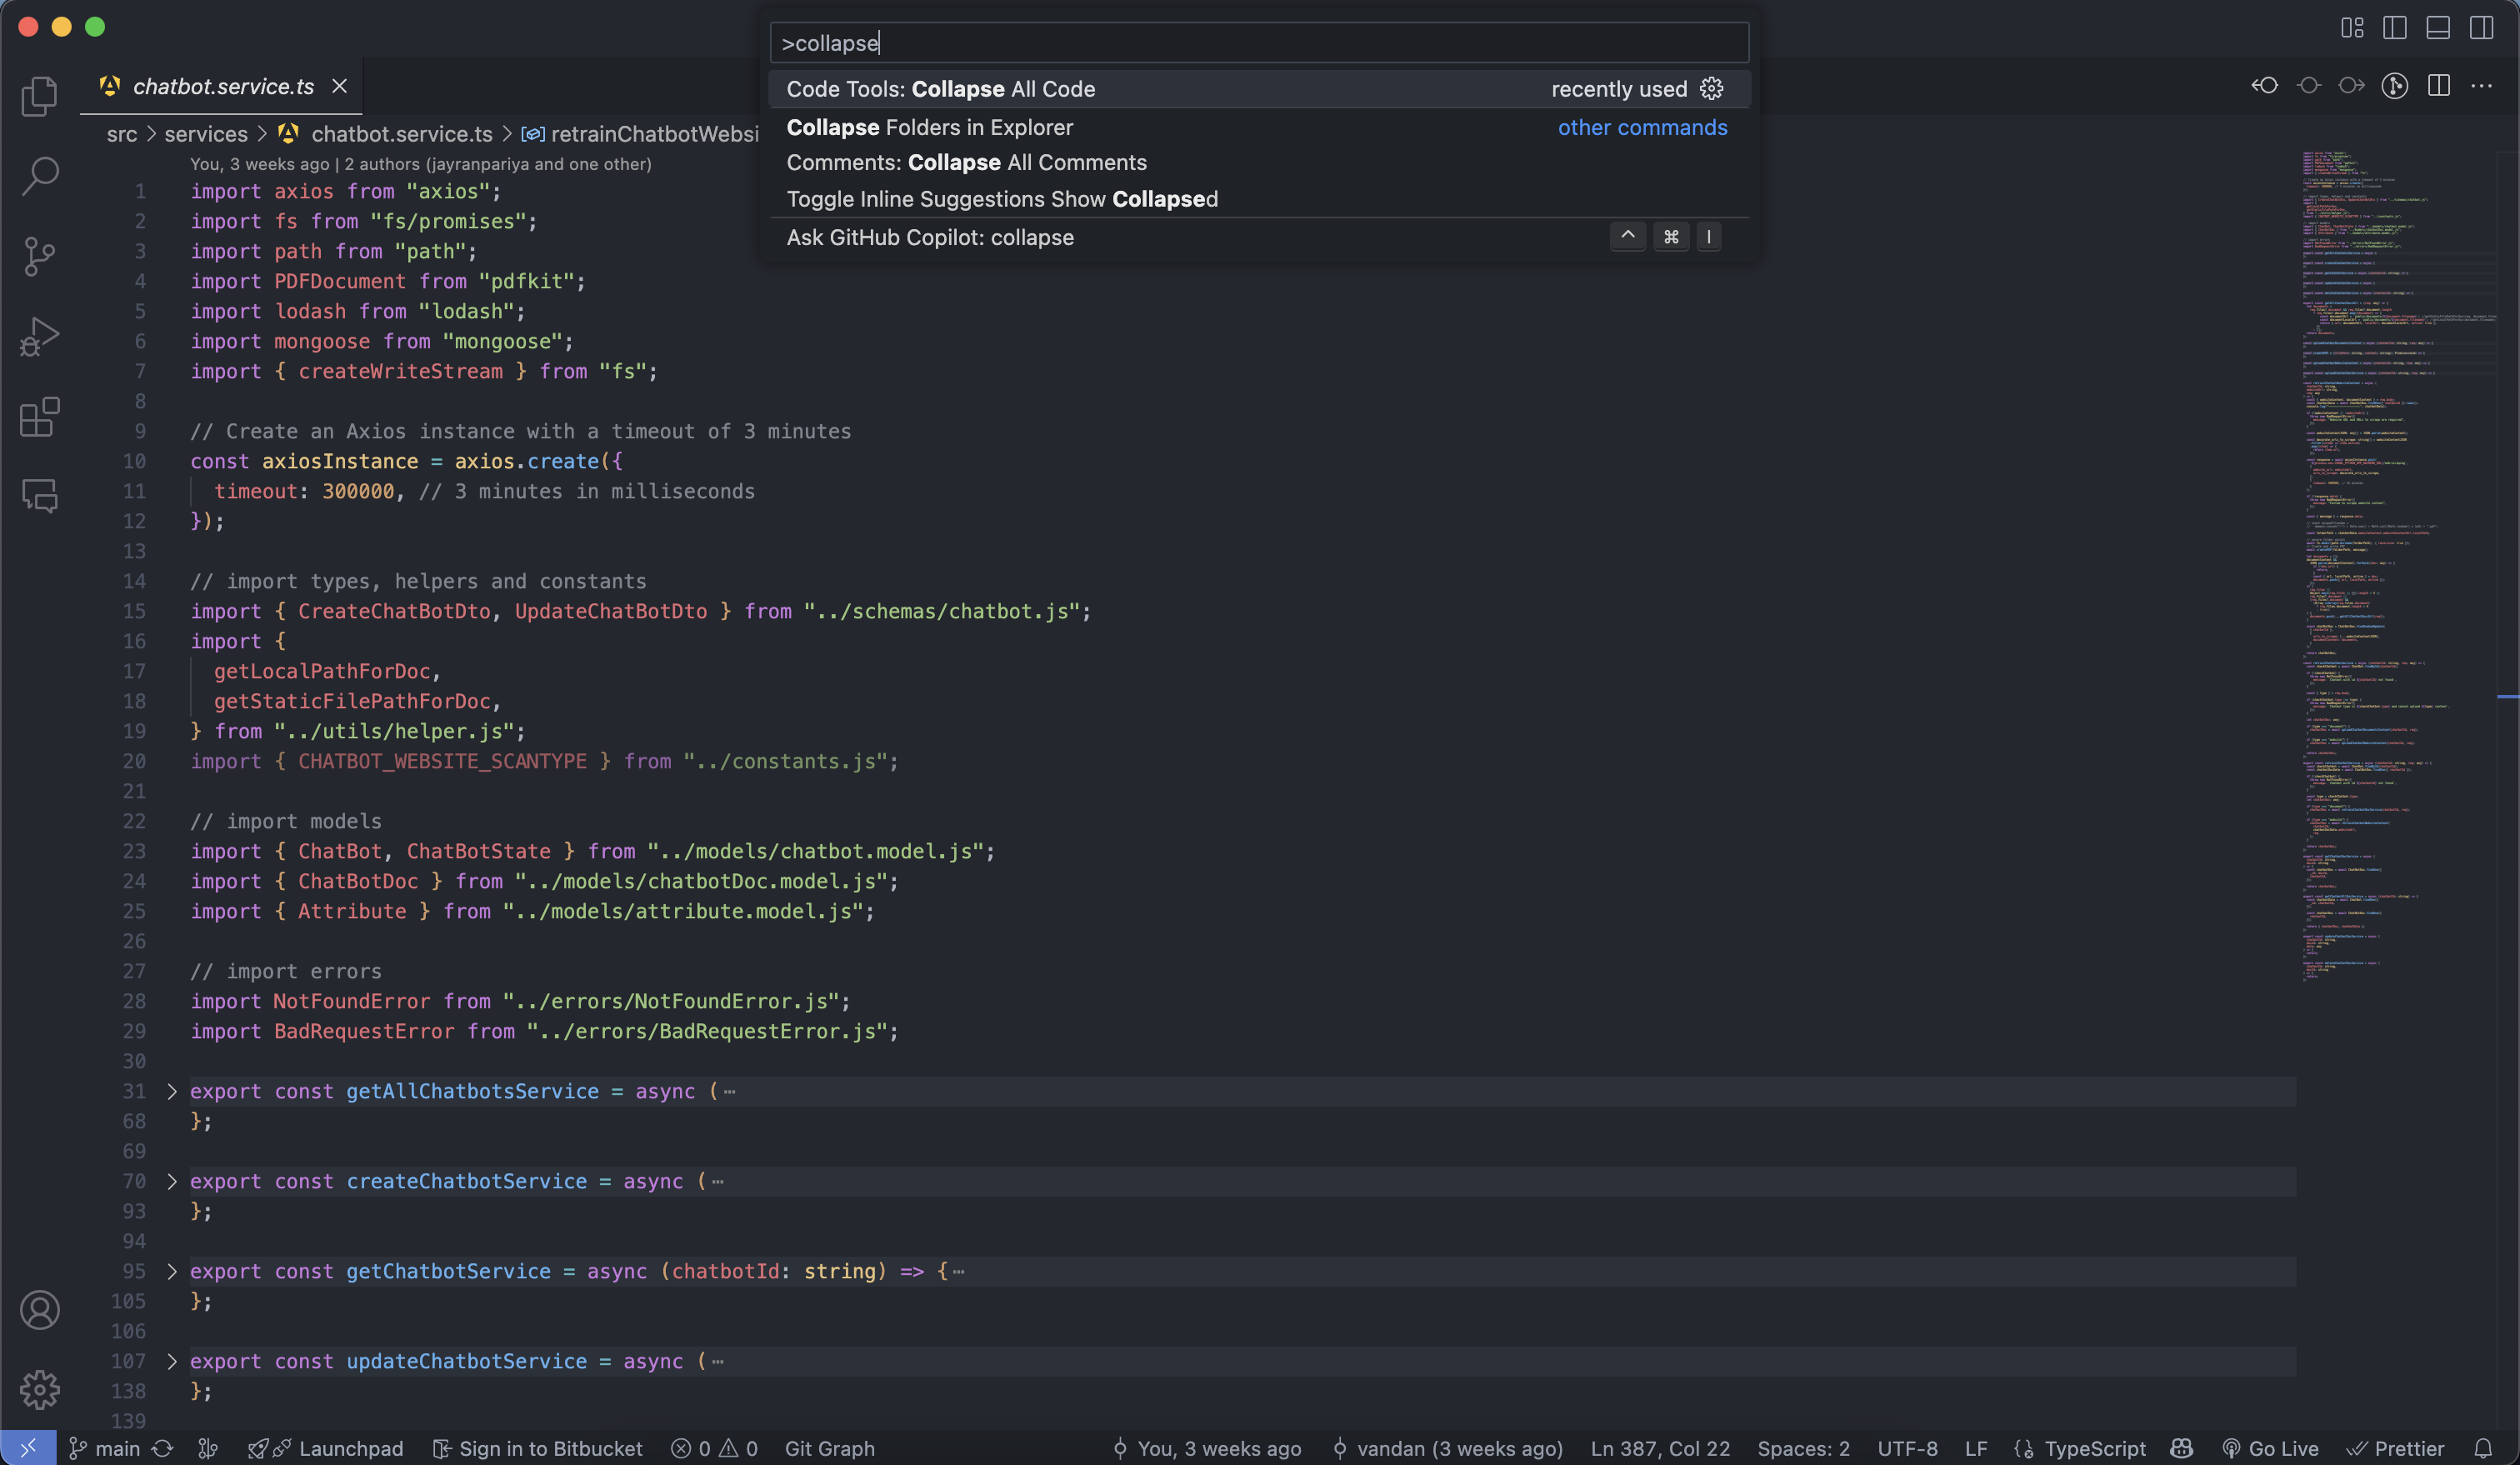 >collapse
Code Tools: Collapse All Code recently used
Collapse Folders in Explorer other commands
Comments: Collapse All Comments
Toggle Inline Suggestions Show Collapsed
Ask GitHub Copilot: collapse ^ ⌘ I
chatbot.service.ts
src > services > chatbot.service.ts > retrainChatbotWebsi
You, 3 weeks ago | 2 authors (jayranpariya and one other)
1 import axios from "axios";
2 import fs from "fs/promises";
3 import path from "path";
4 import PDFDocument from "pdfkit";
5 import lodash from "lodash";
6 import mongoose from "mongoose";
7 import { createWriteStream } from "fs";
8
9 // Create an Axios instance with a timeout of 3 minutes
10 const axiosInstance = axios.create({
11 timeout: 300000, // 3 minutes in milliseconds
12 });
13
14 // import types, helpers and constants
15 import { CreateChatBotDto, UpdateChatBotDto } from "../schemas/chatbot.js";
16 import {
17 getLocalPathForDoc,
18 getStaticFilePathForDoc,
19 } from "../utils/helper.js";
20 import { CHATBOT_WEBSITE_SCANTYPE } from "../constants.js";
21
22 // import models
23 import { ChatBot, ChatBotState } from "../models/chatbot.model.js";
24 import { ChatBotDoc } from "../models/chatbotDoc.model.js";
25 import { Attribute } from "../models/attribute.model.js";
26
27 // import errors
28 import NotFoundError from "../errors/NotFoundError.js";
29 import BadRequestError from "../errors/BadRequestError.js";
30
31 export const getAllChatbotsService = async (⋯
68 };
69
70 export const createChatbotService = async (⋯
93 };
94
95 export const getChatbotService = async (chatbotId: string) => {⋯
105 };
106
107 export const updateChatbotService = async (⋯
138 };
139
main Launchpad Sign in to Bitbucket 0 0 Git Graph You, 3 weeks ago vandan (3 weeks ago) Ln 387, Col 22 Spaces: 2 UTF-8 LF TypeScript Go Live Prettier